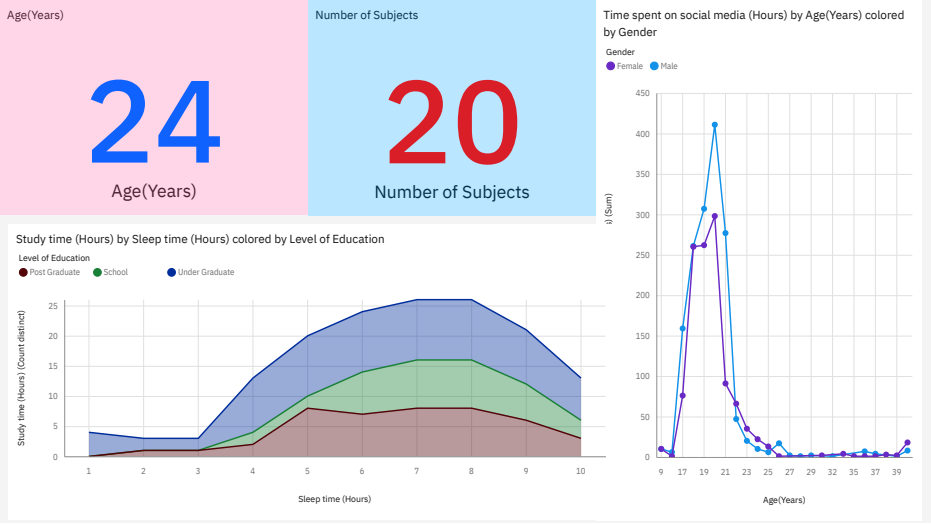 Age(Years)
24
Age(Years)
Number of Subjects
20
Number of Subjects
Time spent on social media (Hours) by Age(Years) colored
by Gender
Gender
Female
Male
450
400
350
300
250
200
150
100
50
0
(Sum)
9 17 19 21 23 25 27 29 32 35 37 39
Age(Years)
Study time (Hours) by Sleep time (Hours) colored by Level of Education
Level of Education
Post Graduate
School
Under Graduate
Study time (Hours) (Count distinct)
25
20
15
10
5
0
1 2 3 4 5 6 7 8 9 10
Sleep time (Hours)